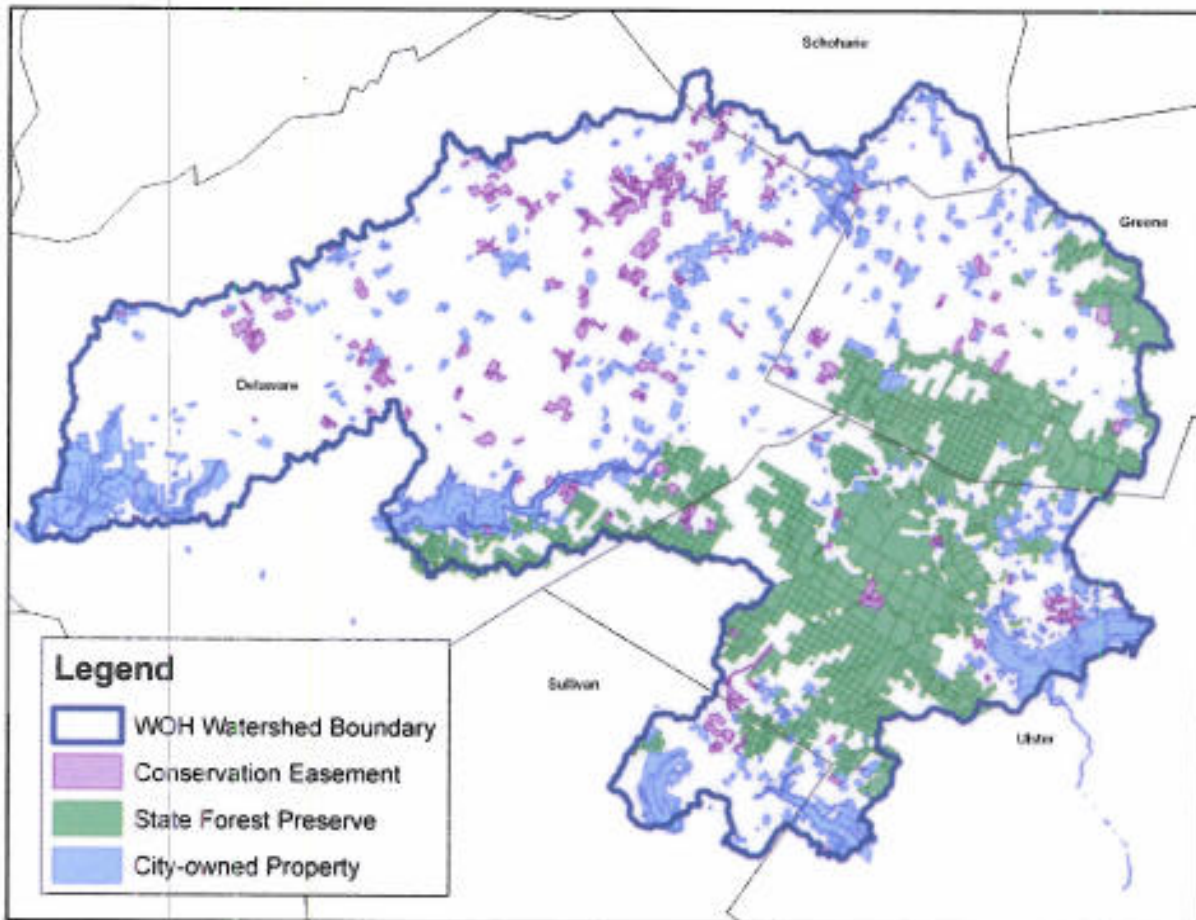 Schoharie
Greene
Delaware
Sullivan
Ulster
Legend
WOH Watershed Boundary
Conservation Easement
State Forest Preserve
City-owned Property